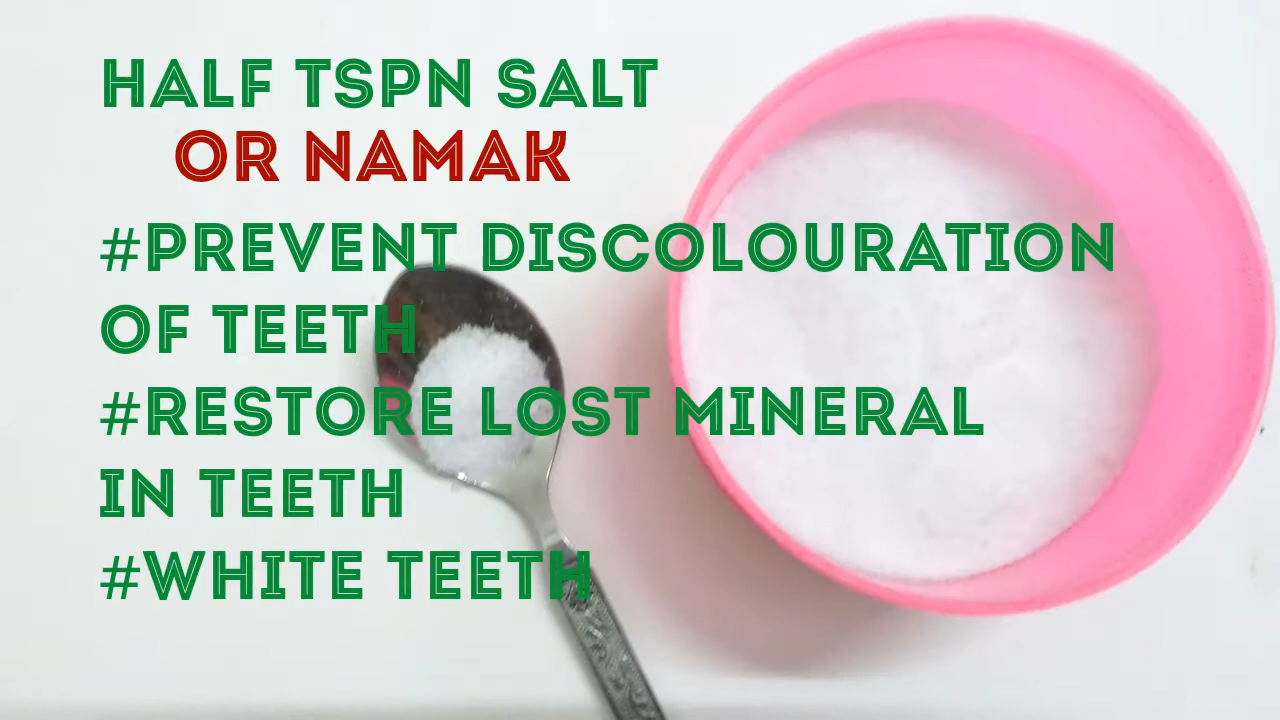 HALF TSPN SALT
OR NAMAK
#PREVENT DISCOLOURATION
OF TEETH
#RESTORE LOST MINERAL
IN TEETH
#WHITE TEETH